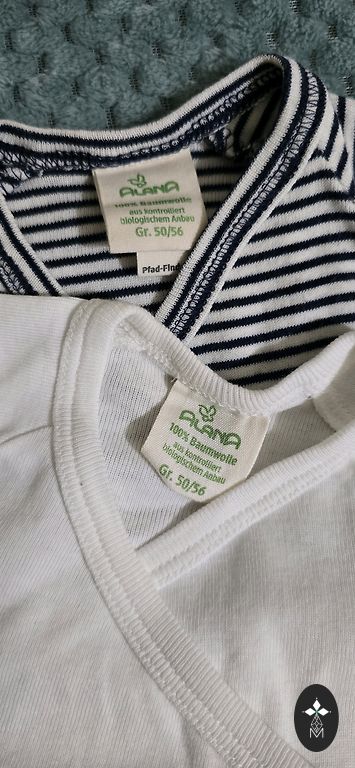 ALANA
100% Baumwolle
aus kontrolliert
biologischem Anbau
Gr. 50/56
Pfad-Find
ALANA
100% Baumwolle
aus kontrolliert
biologischem Anbau
Gr. 50/56
M